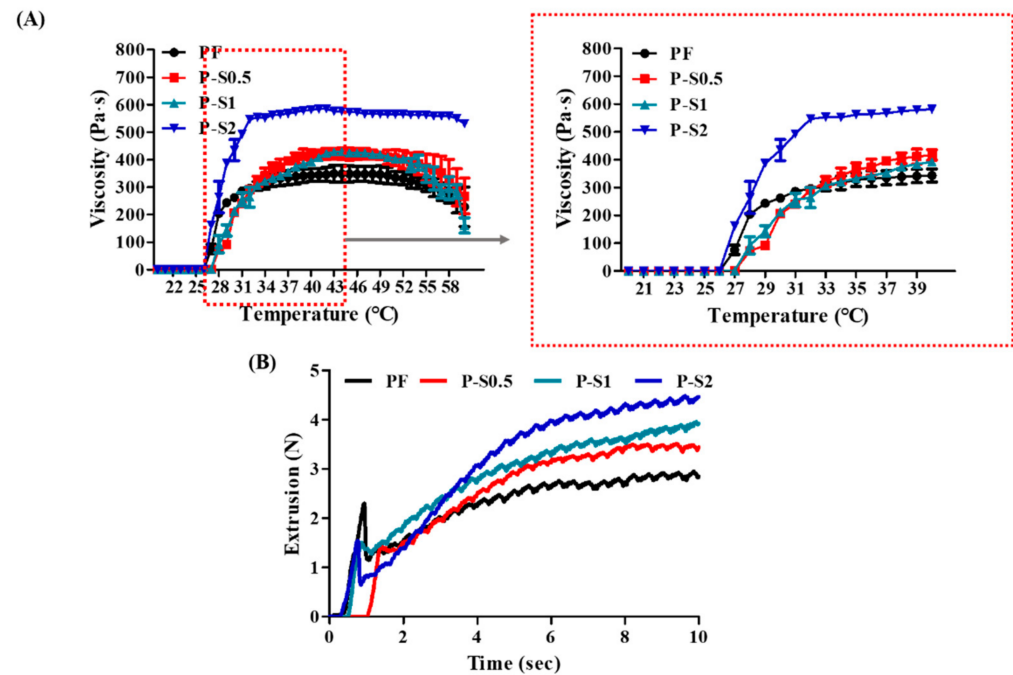 (A)
PF
P-S0.5
P-S1
P-S2
800
700
600
500
400
300
200
100
0
Viscosity (Pa·s)
22 25 28 31 34 37 40 43 46 49 52 55 58
Temperature (°C)
PF
P-S0.5
P-S1
P-S2
800
700
600
500
400
300
200
100
0
Viscosity (Pa·s)
21 23 25 27 29 31 33 35 37 39
Temperature (°C)
(B)
PF P-S0.5 P-S1 P-S2
5
4
3
2
1
0
Extrusion (N)
0 2 4 6 8 10
Time (sec)